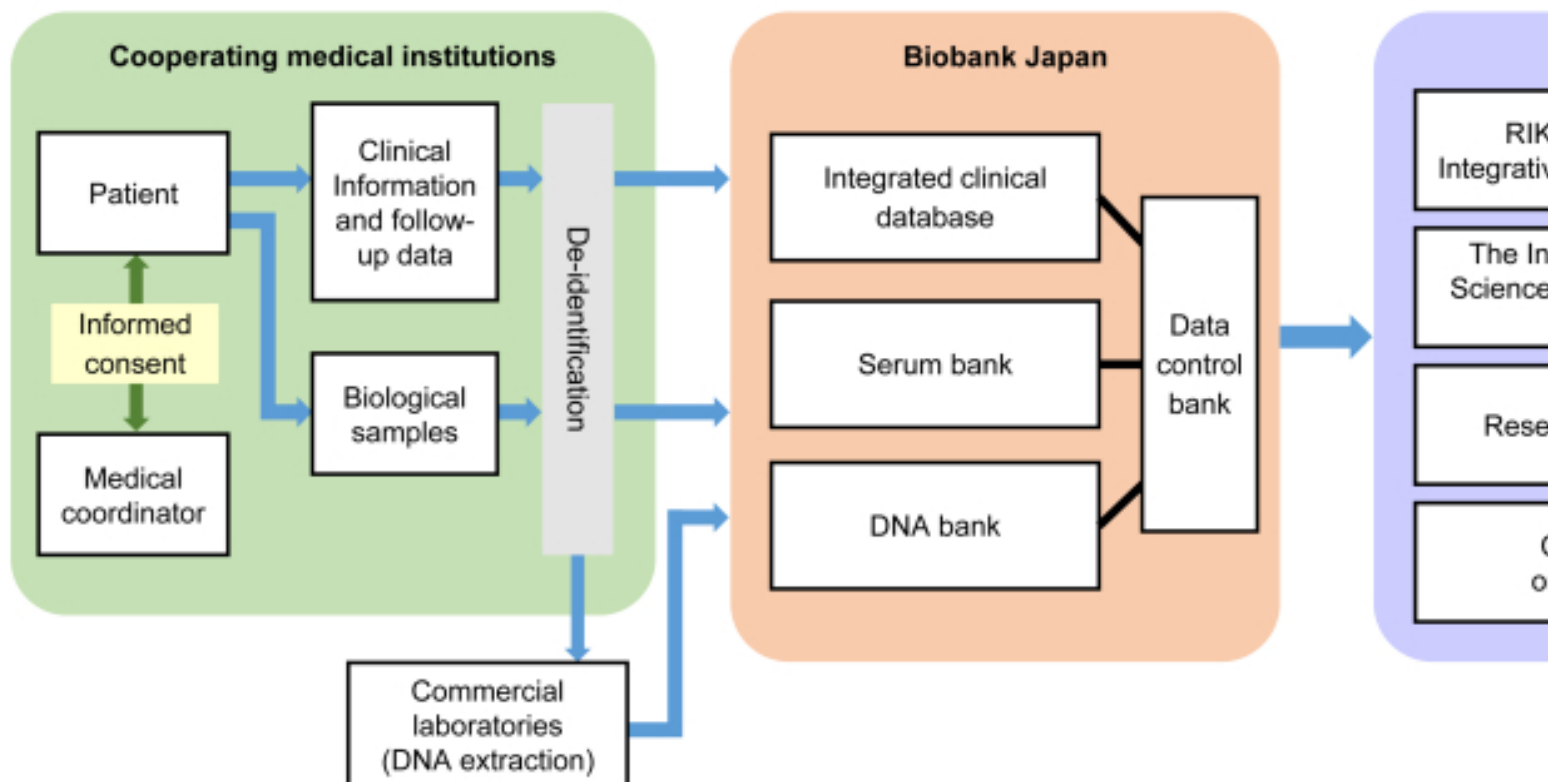 Cooperating medical institutions
Patient
Informed
consent
Medical
coordinator
Clinical
Information
and follow-
up data
Biological
samples
De-identification
Commercial
laboratories
(DNA extraction)
Biobank Japan
Integrated clinical
database
Serum bank
DNA bank
Data
control
bank
The